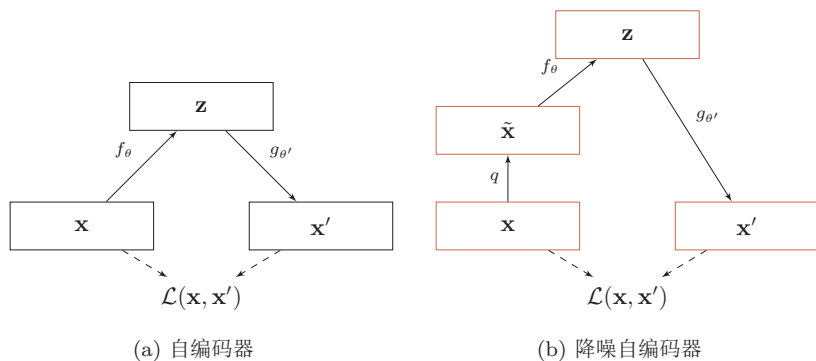 z
f_θ
g_θ′
x
x′
ℒ(x, x′)
(a) 自编码器
z
f_θ
x̃
g_θ′
q
x
x′
ℒ(x, x′)
(b) 降噪自编码器